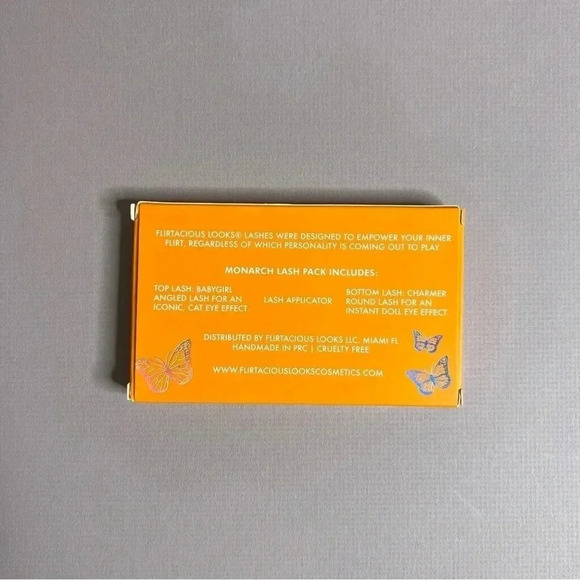 FLIRTACIOUS LOOKS® LASHES WERE DESIGNED TO EMPOWER YOUR INNER
FLIRT, REGARDLESS OF WHICH PERSONALITY IS COMING OUT TO PLAY
MONARCH LASH PACK INCLUDES:
TOP LASH: BABYGIRL
ANGLED LASH FOR AN
ICONIC, CAT EYE EFFECT
LASH APPLICATOR
BOTTOM LASH: CHARMER
ROUND LASH FOR AN
INSTANT DOLL EYE EFFECT
DISTRIBUTED BY FLIRTACIOUS LOOKS LLC. MIAMI FL
HANDMADE IN PRC | CRUELTY FREE
WWW.FLIRTACIOUSLOOKSCOSMETICS.COM